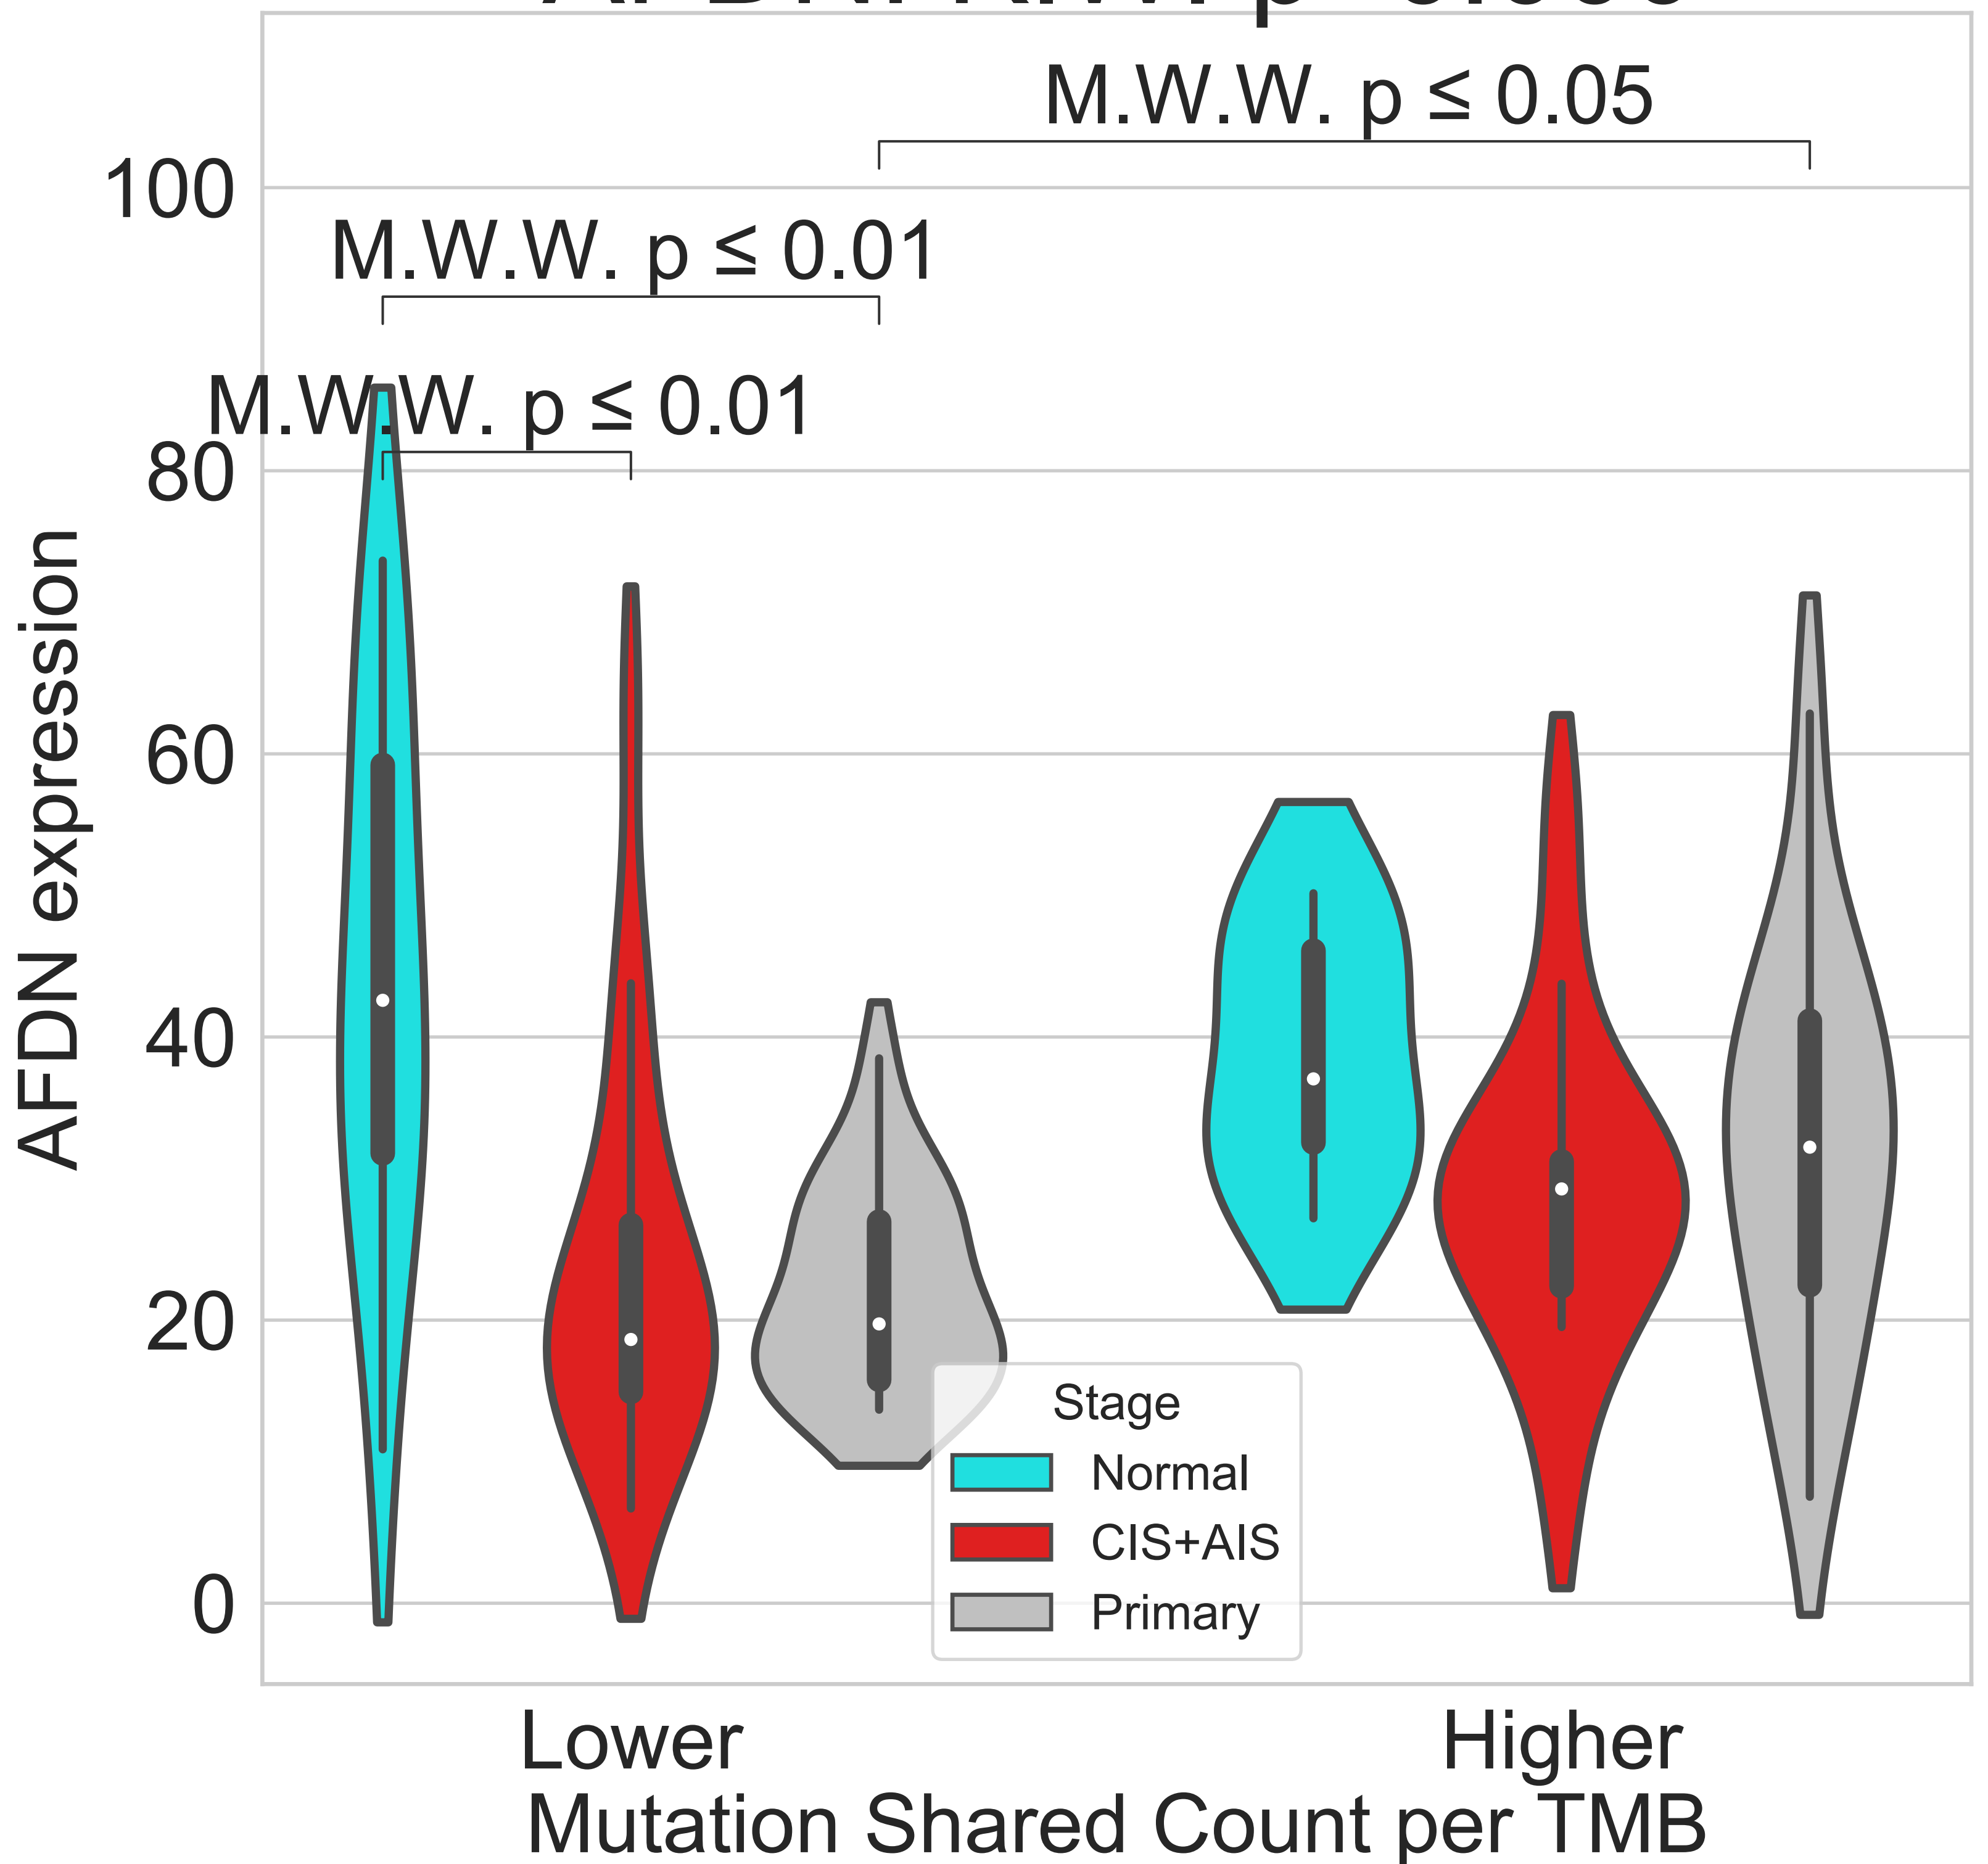 M.W.W. p ≤ 0.05
100
M.W.W. p ≤ 0.01
M.W.W. p ≤ 0.01
80
60
40
20
0
AFDN expression
Stage
Normal
CIS+AIS
Primary
Lower
Higher
Mutation Shared Count per TMB